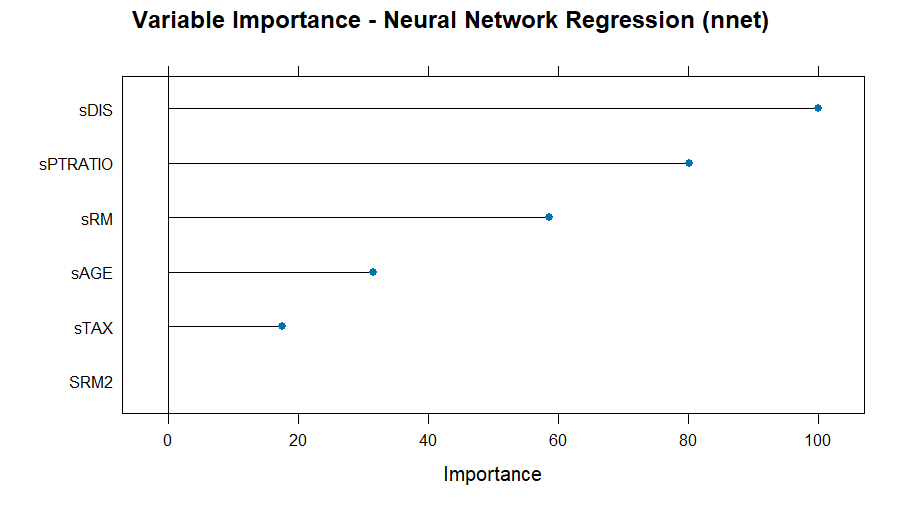 Variable Importance - Neural Network Regression (nnet)
sDIS
sPTRATIO
sRM
sAGE
sTAX
SRM2
0 20 40 60 80 100
Importance